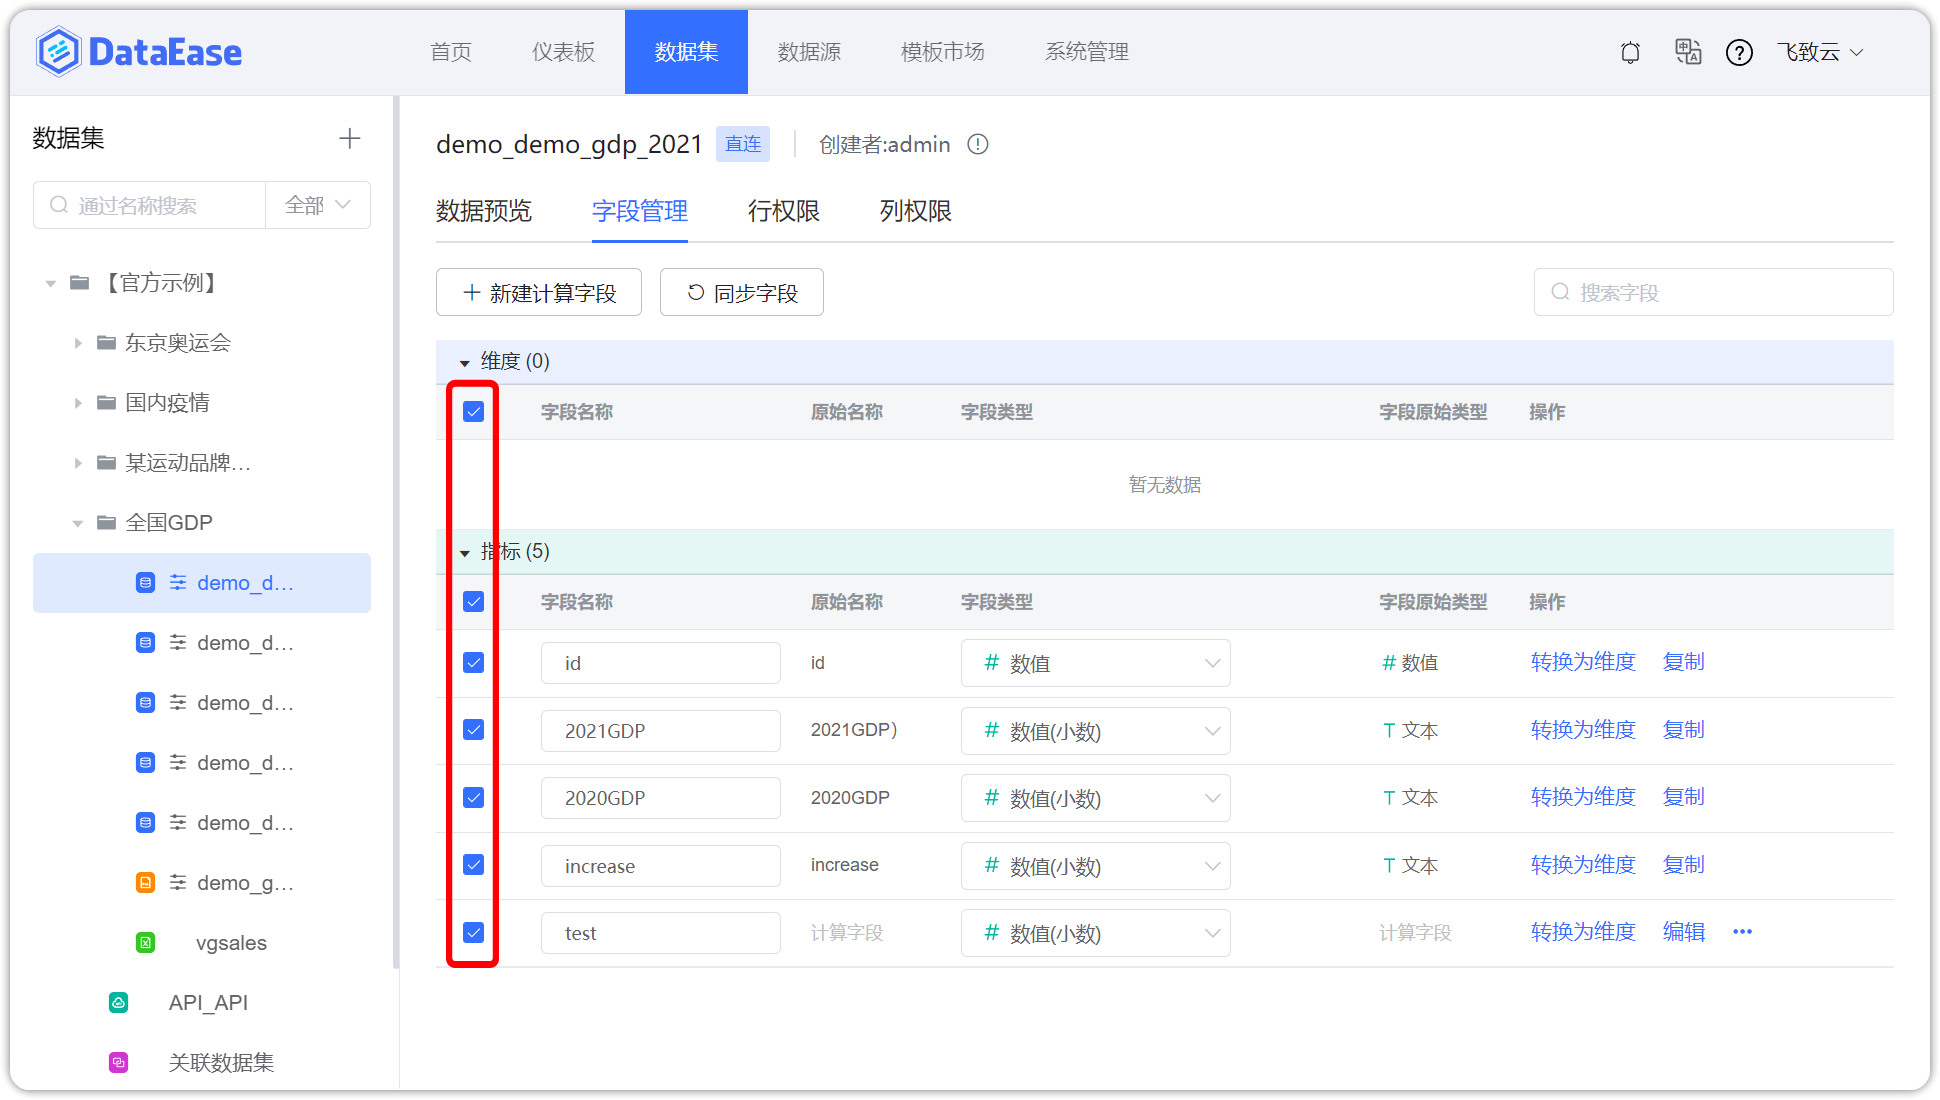 DataEase 首页 仪表板 数据集 数据源 模板市场 系统管理 飞致云
数据集
通过名称搜索 全部
【官方示例】
东京奥运会
国内疫情
某运动品牌...
全国GDP
demo_d...
demo_d...
demo_d...
demo_d...
demo_d...
demo_g...
vgsales
API_API
关联数据集
demo_demo_gdp_2021 直连 创建者:admin
数据预览 字段管理 行权限 列权限
新建计算字段 同步字段 搜索字段
维度 (0)
字段名称 原始名称 字段类型 字段原始类型 操作
暂无数据
指标 (5)
字段名称 原始名称 字段类型 字段原始类型 操作
id id # 数值 # 数值 转换为维度 复制
2021GDP 2021GDP) # 数值(小数) T 文本 转换为维度 复制
2020GDP 2020GDP # 数值(小数) T 文本 转换为维度 复制
increase increase # 数值(小数) T 文本 转换为维度 复制
test 计算字段 # 数值(小数) 计算字段 转换为维度 编辑 ...